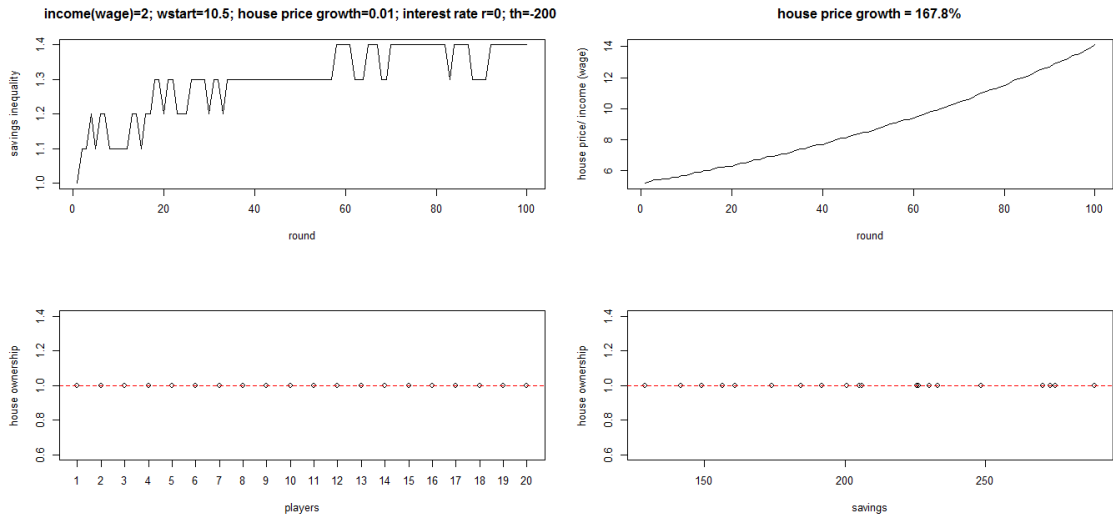 income(wage)=2; wstart=10.5; house price growth=0.01; interest rate r=0; th=-200
savings inequality
1.4
1.3
1.2
1.1
1.0
0 20 40 60 80 100
round
house price growth = 167.8%
house price/ income (wage)
14
12
10
8
6
0 20 40 60 80 100
round
house ownership
1.4
1.2
1.0
0.8
0.6
1 2 3 4 5 6 7 8 9 10 11 12 13 14 15 16 17 18 19 20
players
house ownership
1.4
1.2
1.0
0.8
0.6
150 200 250
savings